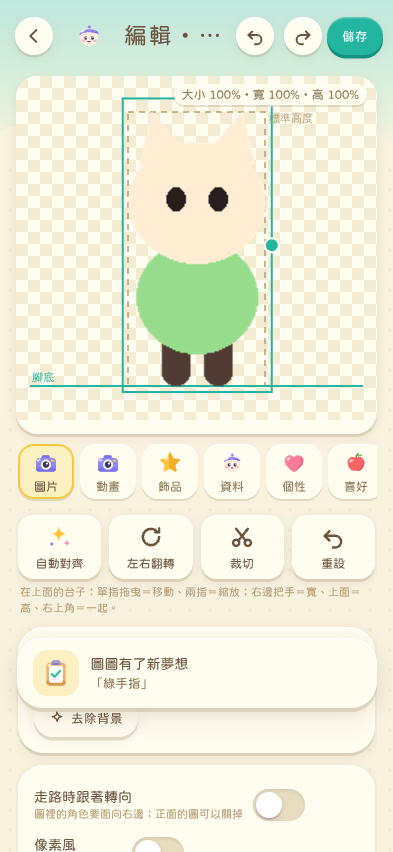 編輯・…
儲存
大小 100%・寬 100%・高 100%
標準高度
腳底
圖片
動畫
飾品
資料
個性
喜好
自動對齊
左右翻轉
裁切
重設
在上面的台子：單指拖曳＝移動、兩指＝縮放；右邊把手＝寬、上面＝
高、右上角＝一起。
圖圖有了新夢想
「綠手指」
去除背景
走路時跟著轉向
圖裡的角色要面向右邊；正面的圖可以關掉
像素風